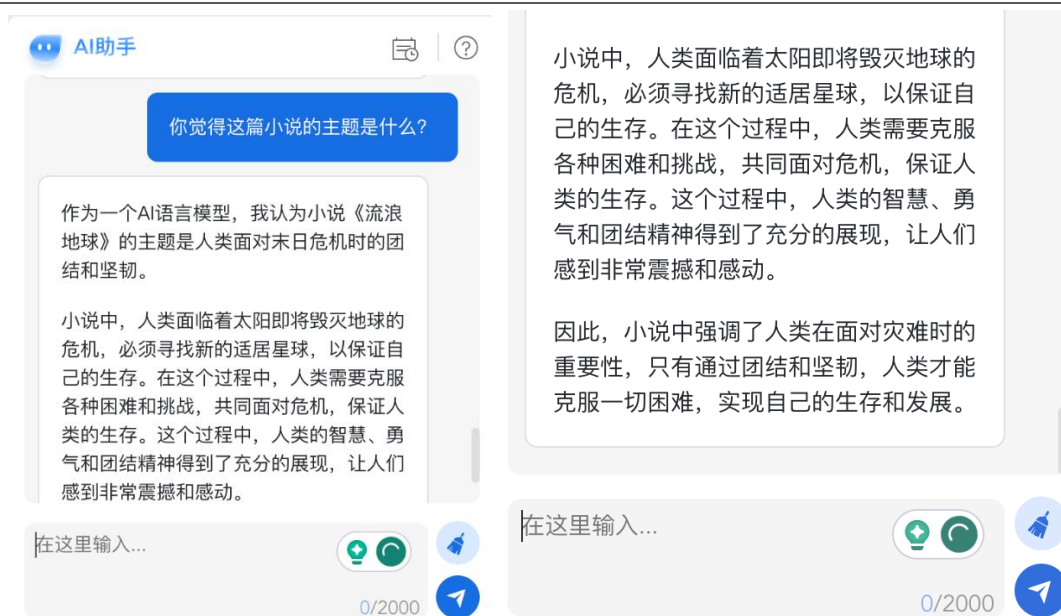 AI助手
你觉得这篇小说的主题是什么?
作为一个AI语言模型，我认为小说《流浪
地球》的主题是人类面对末日危机时的团
结和坚韧。
小说中，人类面临着太阳即将毁灭地球的
危机，必须寻找新的适居星球，以保证自
己的生存。在这个过程中，人类需要克服
各种困难和挑战，共同面对危机，保证人
类的生存。这个过程中，人类的智慧、勇
气和团结精神得到了充分的展现，让人们
感到非常震撼和感动。
在这里输入...
0/2000
小说中，人类面临着太阳即将毁灭地球的
危机，必须寻找新的适居星球，以保证自
己的生存。在这个过程中，人类需要克服
各种困难和挑战，共同面对危机，保证人
类的生存。这个过程中，人类的智慧、勇
气和团结精神得到了充分的展现，让人们
感到非常震撼和感动。
因此，小说中强调了人类在面对灾难时的
重要性，只有通过团结和坚韧，人类才能
克服一切困难，实现自己的生存和发展。
在这里输入...
0/2000